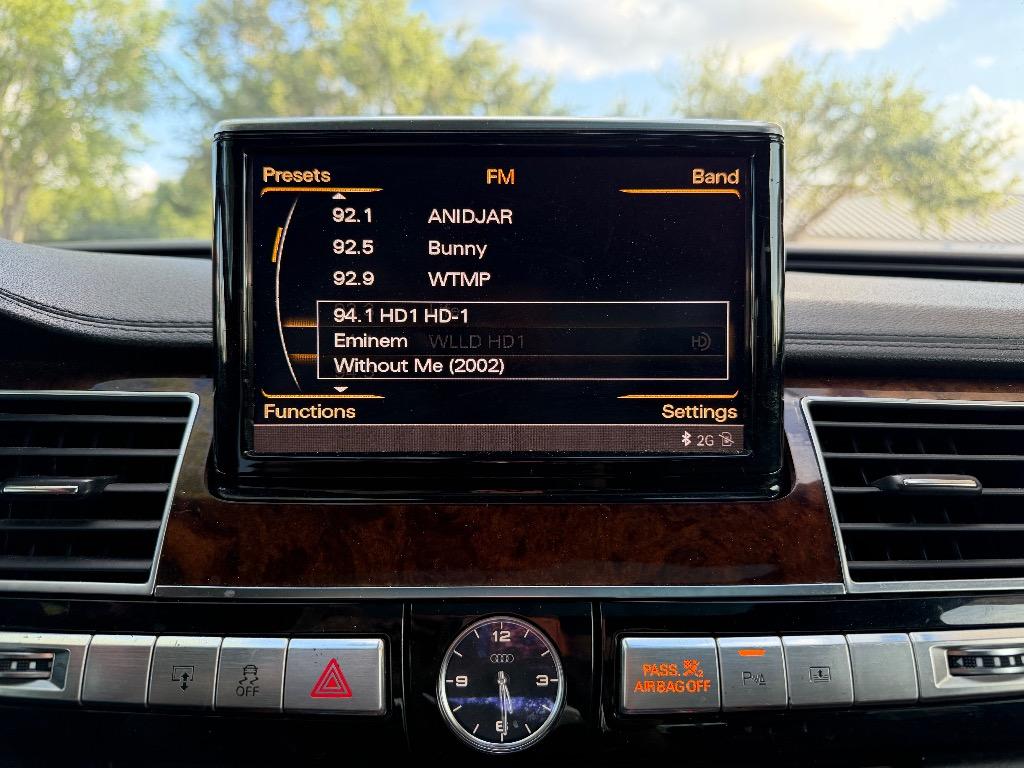 Presets FM Band
92.1 ANIDJAR
92.5 Bunny
92.9 WTMP
94.1 HD1 HD-1
Eminem WLLD HD1
Without Me (2002)
Functions Settings
2G
OFF
12
9 3
6
PASS.
AIRBAG OFF
P